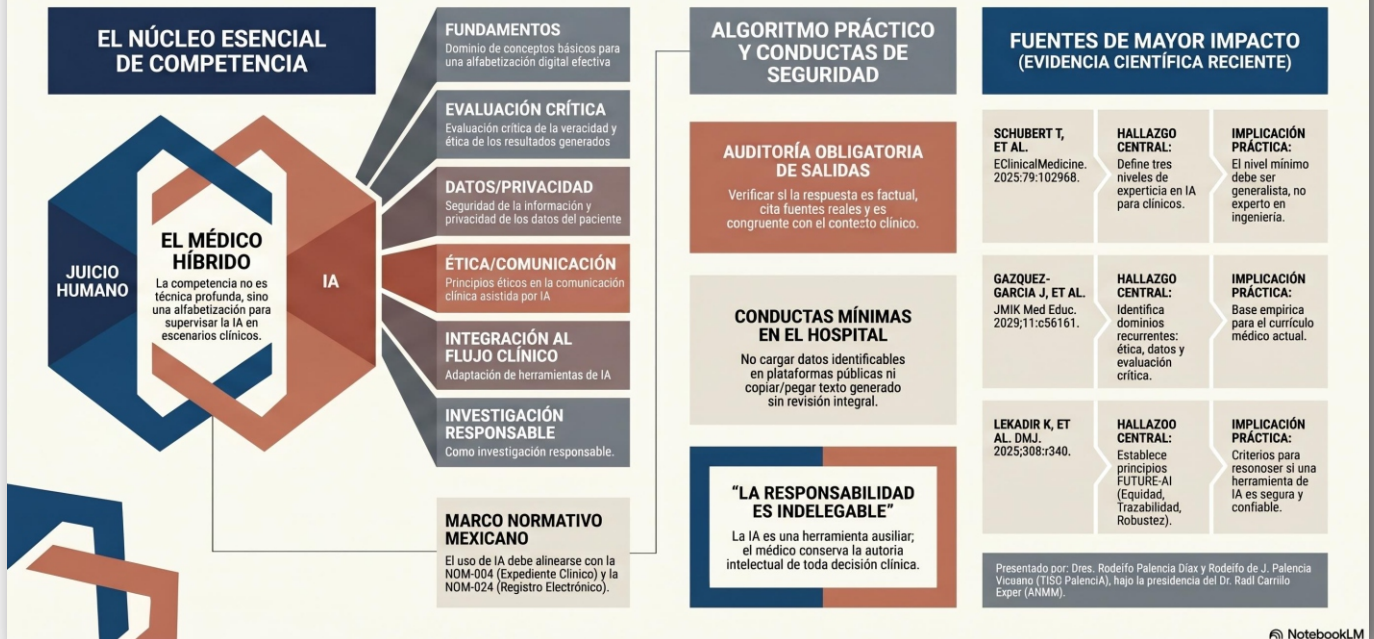 EL NÚCLEO ESENCIAL
DE COMPETENCIA
JUICIO
HUMANO
EL MÉDICO
HÍBRIDO
La competencia no es
técnica profunda, sino
una alfabetización para
supervisar la IA en
escenarios clínicos.
IA
FUNDAMENTOS
Dominio de conceptos básicos para
una alfabetización digital efectiva
EVALUACIÓN CRÍTICA
Evaluación crítica de la veracidad y
ética de los resultados generados
DATOS/PRIVACIDAD
Seguridad de la información y
privacidad de los datos del paciente
ÉTICA/COMUNICACIÓN
Principios éticos en la comunicación
clínica asistida por IA
INTEGRACIÓN AL
FLUJO CLÍNICO
Adaptación de herramientas de IA
INVESTIGACIÓN
RESPONSABLE
Como investigación responsable.
MARCO NORMATIVO
MEXICANO
El uso de IA debe alinearse con la
NOM-004 (Expediente Clinico) y la
NOM-024 (Registro Electrónico).
ALGORITMO PRÁCTICO
Y CONDUCTAS DE
SEGURIDAD
AUDITORÍA OBLIGATORIA
DE SALIDAS
Verificar sl la respuesta es factual,
cita fuentes reales y es
congruente con el contexto clínico.
CONDUCTAS MÍNIMAS
EN EL HOSPITAL
No cargar datos identificables
en plataformas públicas ni
copiar/pegar texto generado
sin revisión integral.
“LA RESPONSABILIDAD
ES INDELEGABLE”
La IA es una herramienta auxiliar;
el médico conserva la autoria
intelectual de toda decisión clínica.
FUENTES DE MAYOR IMPACTO
(EVIDENCIA CIENTÍFICA RECIENTE)
SCHUBERT T,
ET AL.
EClinicalMedicine.
2025:79:102968.
HALLAZGO
CENTRAL:
Define tres
niveles de
experticia en IA
para clínicos.
IMPLICACIÓN
PRÁCTICA:
El nivel mínimo
debe ser
generalista, no
experto en
ingeniería.
GAZQUEZ-
GARCIA J, ET AL.
JMIK Med Educ.
2029;11:c56161.
HALLAZGO
CENTRAL:
Identifica
dominios
recurrentes:
ética, datos y
evaluación
crítica.
IMPLICACIÓN
PRÁCTICA:
Base empirica
para el currículo
médico actual.
LEKADIR K, ET
AL. DMJ.
2025;308:r340.
HALLAZOO
CENTRAL:
Establece
principios
FUTURE-AI
(Equidad,
Trazabilidad,
Robustez).
IMPLICACIÓN
PRÁCTICA:
Criterios para
resonoser si una
herramienta de
IA es segura y
confiable.
Presentado por: Dres. Rodeifo Palencia Díax y Rodeifo de J. Palencia
Vicuano (TISC PalenciA), hajo la presidencia del Dr. Radl Carrilo
Exper (ANMM).
NotebookLM